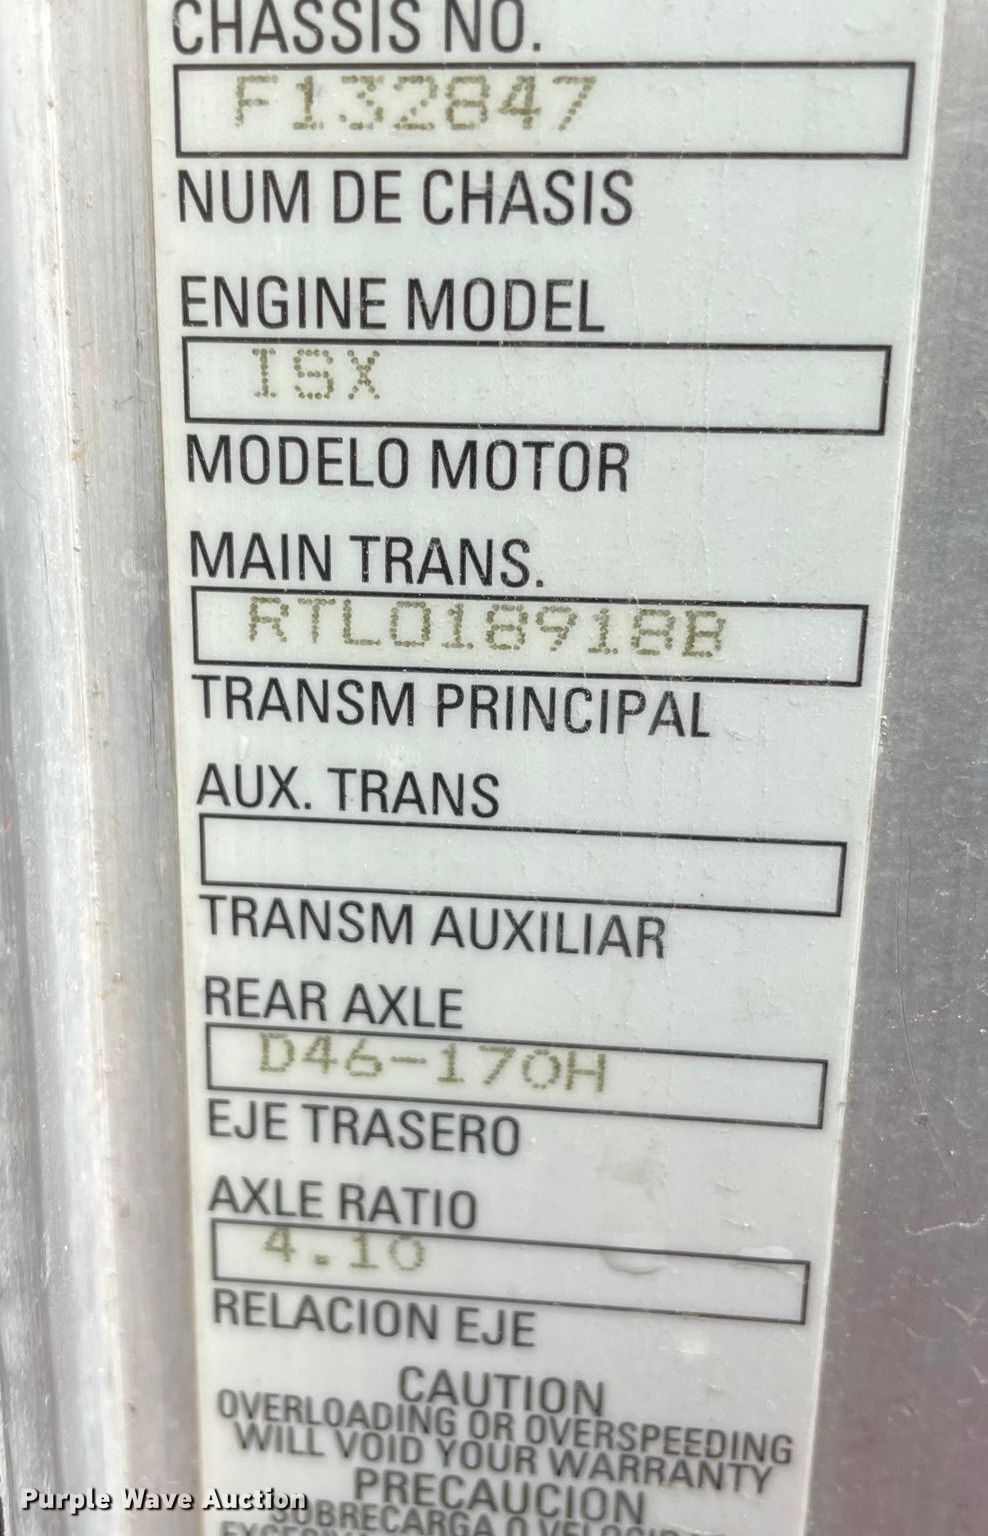 CHASSIS NO.
F132847
NUM DE CHASIS
ENGINE MODEL
ISX
MODELO MOTOR
MAIN TRANS.
RTLO18918B
TRANSM PRINCIPAL
AUX. TRANS
TRANSM AUXILIAR
REAR AXLE
D46-170H
EJE TRASERO
AXLE RATIO
4.10
RELACION EJE
CAUTION
OVERLOADING OR OVERSPEEDING
WILL VOID YOUR WARRANTY
PRECAUCION
SOBRECARGA O
Purple Wave Auction